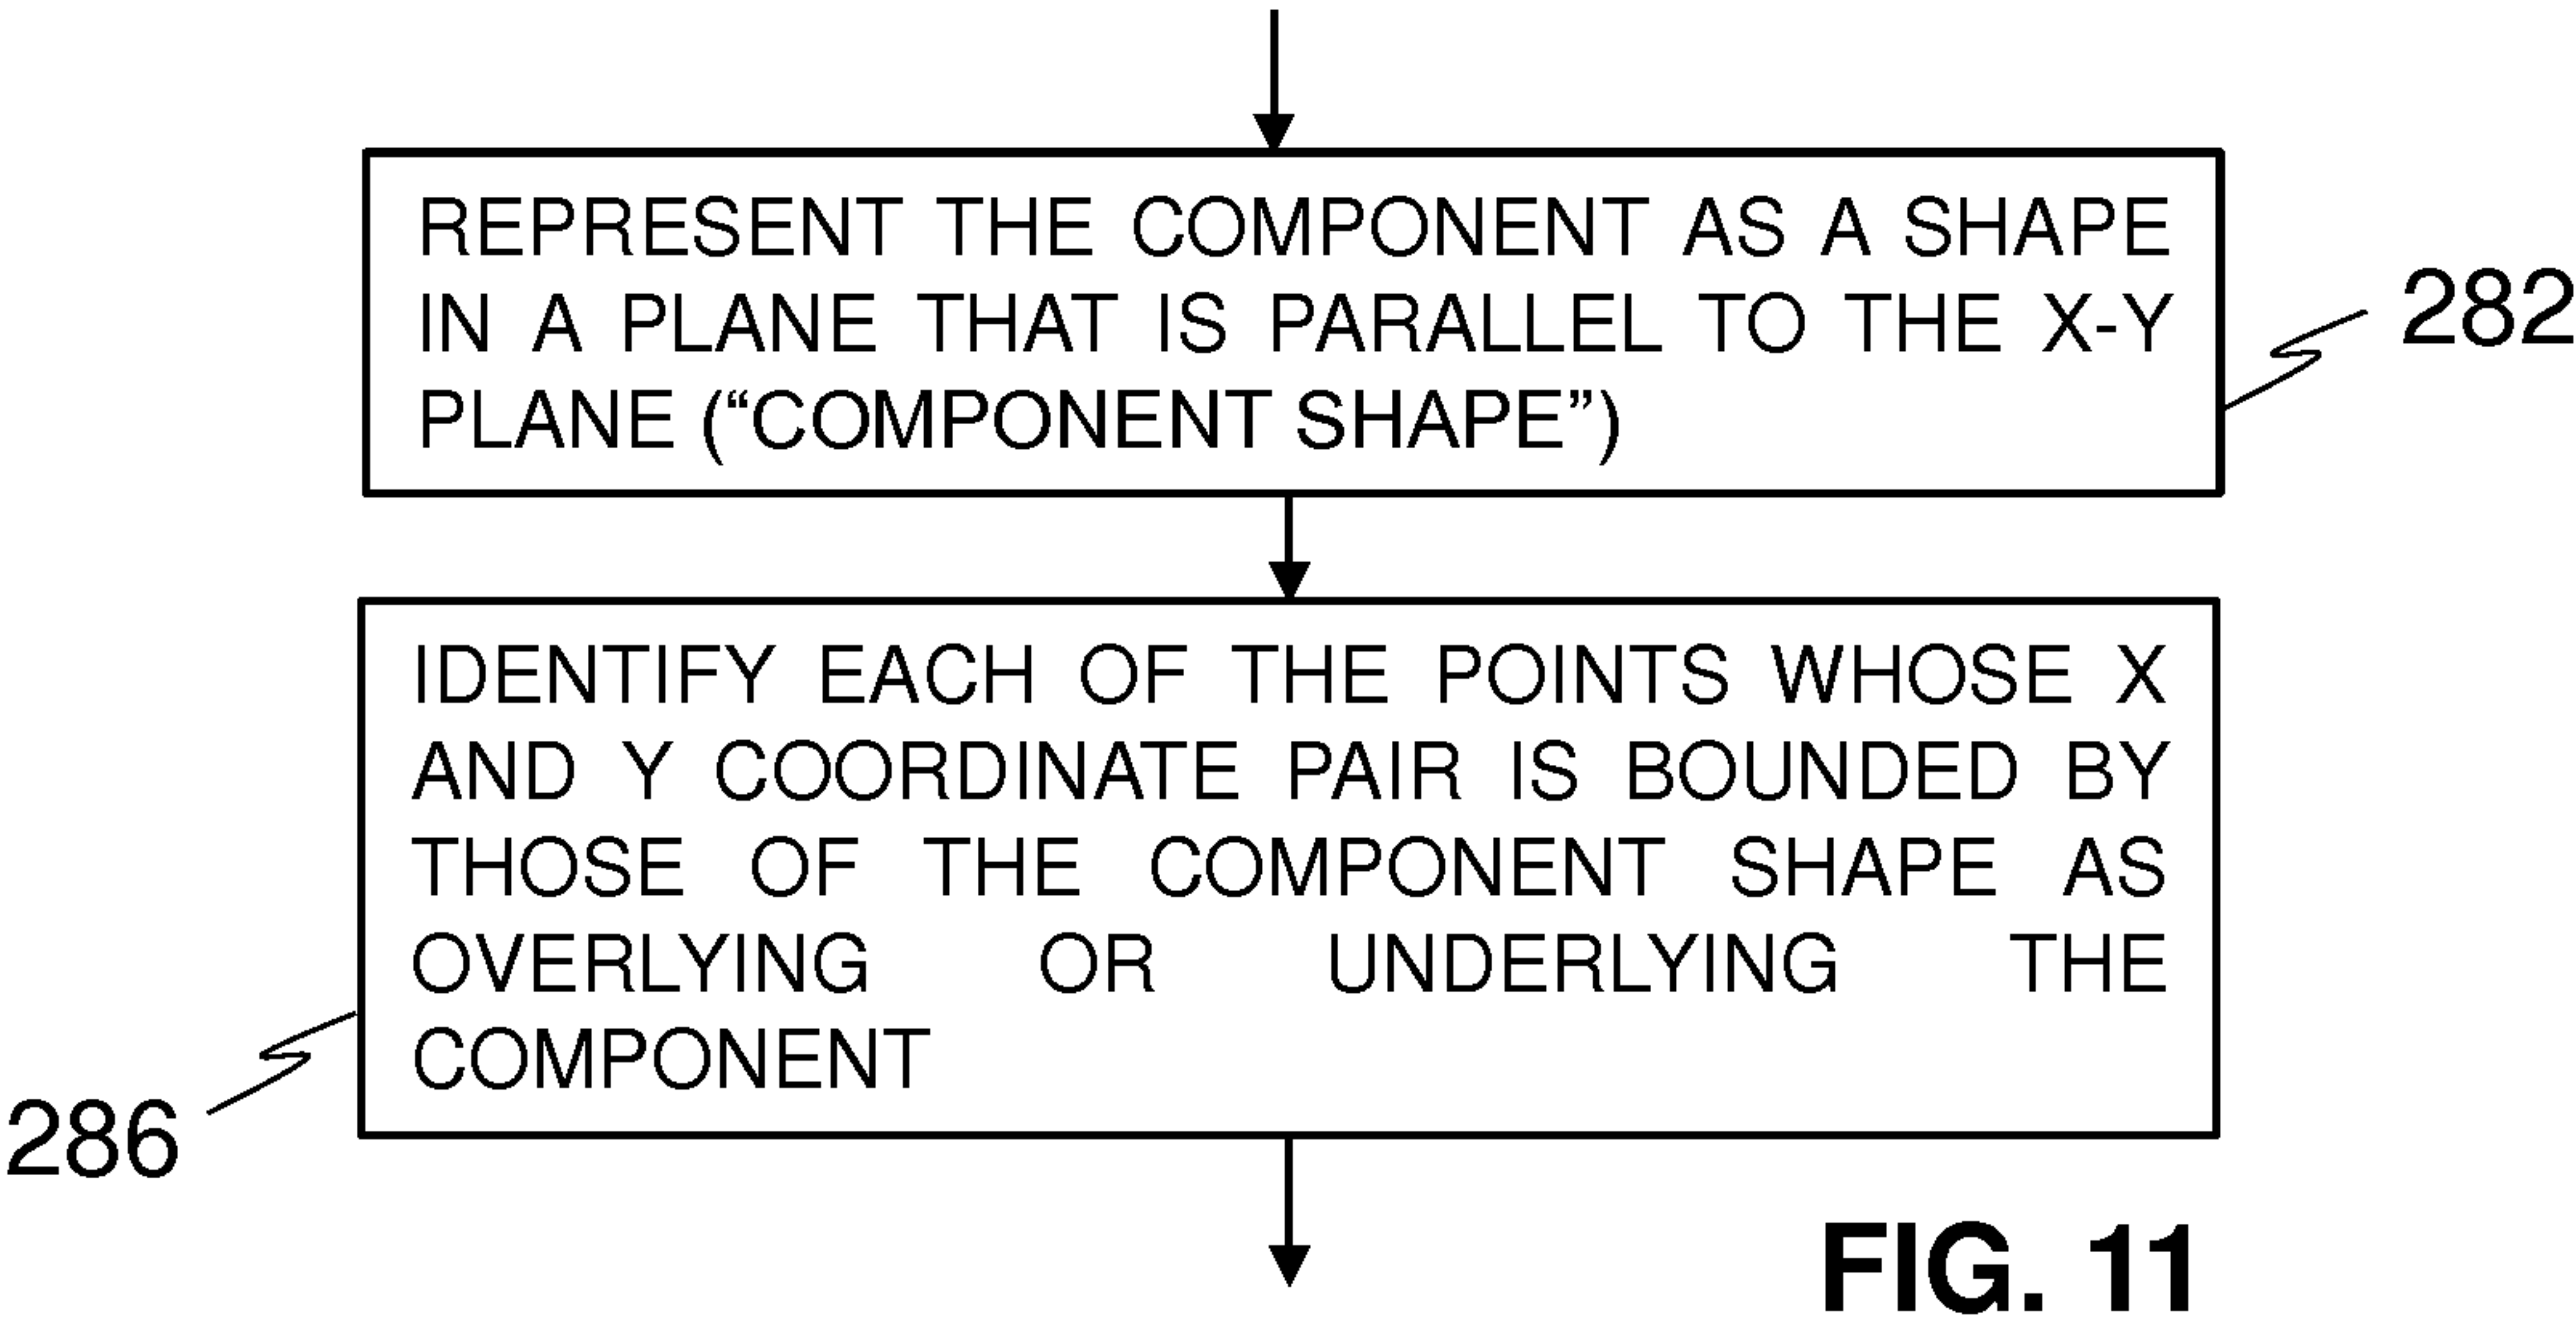 REPRESENT THE COMPONENT AS A SHAPE
IN A PLANE THAT IS PARALLEL TO THE X-Y
PLANE (“COMPONENT SHAPE”)
282
IDENTIFY EACH OF THE POINTS WHOSE X
AND Y COORDINATE PAIR IS BOUNDED BY
THOSE OF THE COMPONENT SHAPE AS
OVERLYING OR UNDERLYING THE
COMPONENT
286
FIG. 11